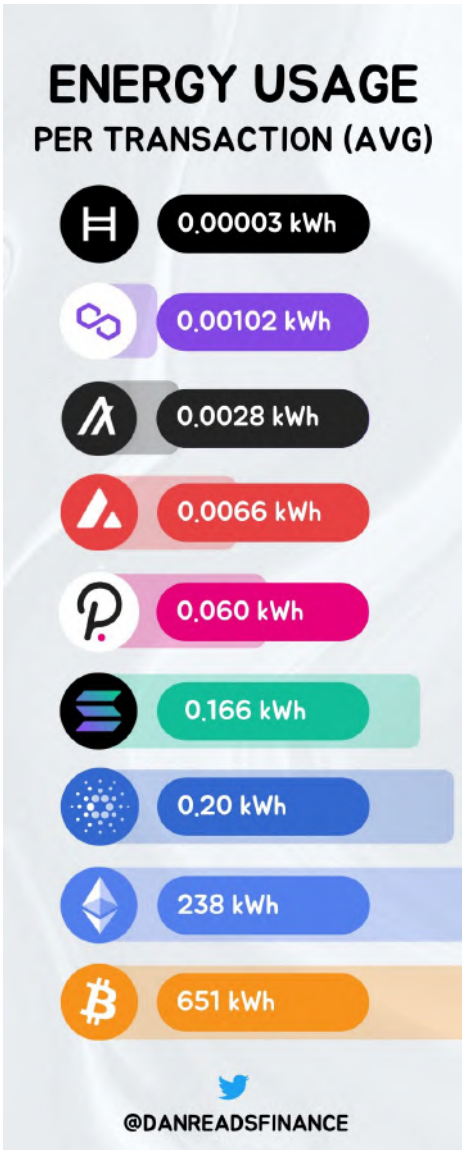 ENERGY USAGE
PER TRANSACTION (AVG)
0.00003 kWh
0.00102 kWh
0.0028 kWh
0.0066 kWh
0.060 kWh
0.166 kWh
0.20 kWh
238 kWh
651 kWh
@DANREADSFINANCE